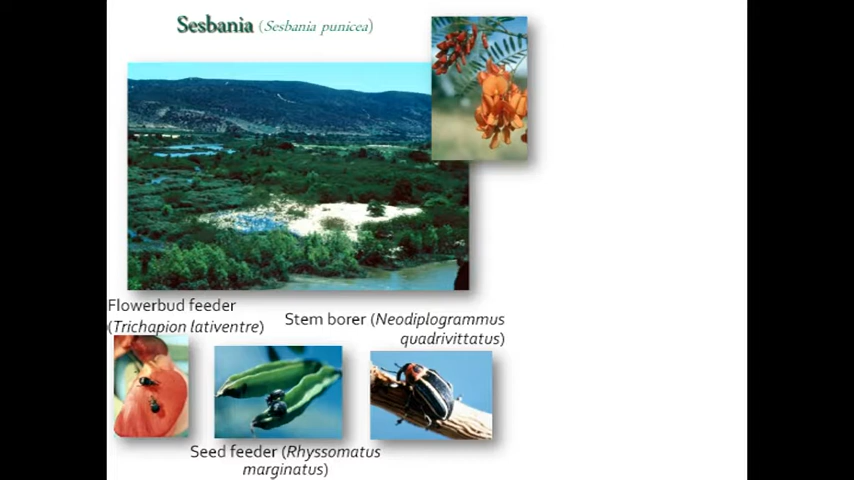 Sesbania (Sesbania punicea)
Flowerbud feeder
(Trichapion lativentre)
Stem borer (Neodiplogrammus
quadrivittatus)
Seed feeder (Rhyssomatus
marginatus)